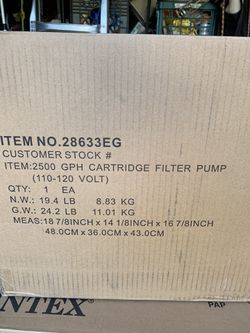 ITEM NO.28633EG
CUSTOMER STOCK #
ITEM:2500 GPH CARTRIDGE FILTER PUMP
(110-120 VOLT)
QTY: 1 EA
N.W.: 19.4 LB 8.83 KG
G.W.: 24.2 LB 11.01 KG
MEAS:18 7/8INCH x 14 1/8INCH x 16 7/8INCH
48.0CM x 36.0CM x 43.0CM
NTEX
PAP